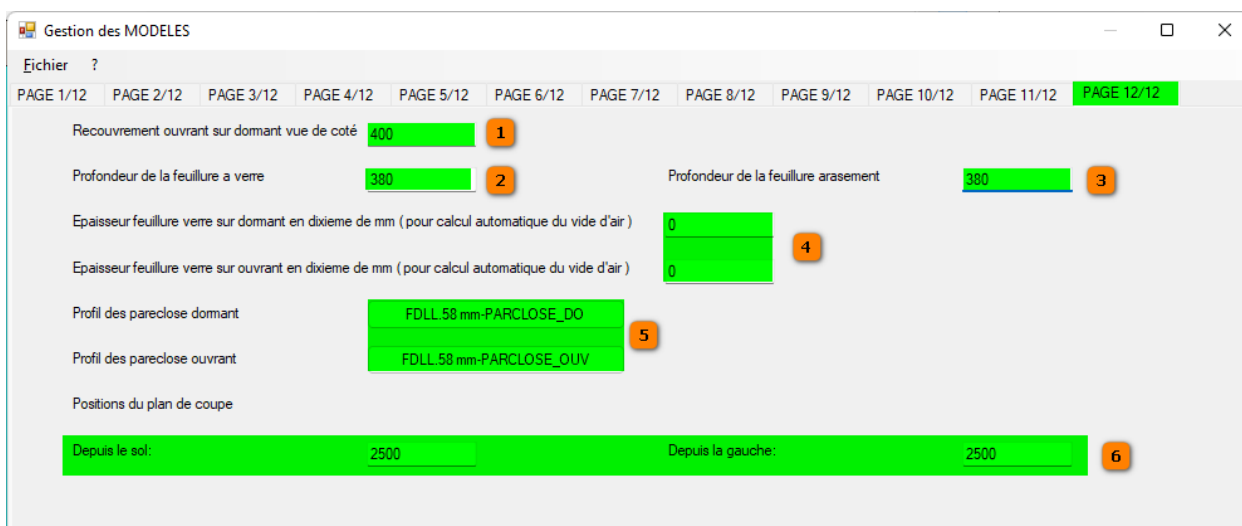 Gestion des MODELES
Fichier ?
PAGE 1/12 PAGE 2/12 PAGE 3/12 PAGE 4/12 PAGE 5/12 PAGE 6/12 PAGE 7/12 PAGE 8/12 PAGE 9/12 PAGE 10/12 PAGE 11/12 PAGE 12/12
Recouvrement ouvrant sur dormant vue de coté 400 1
Profondeur de la feuillure a verre 380 2 Profondeur de la feuillure arasement 380 3
Epaisseur feuillure verre sur dormant en dixieme de mm ( pour calcul automatique du vide d'air ) 0
4
Epaisseur feuillure verre sur ouvrant en dixieme de mm ( pour calcul automatique du vide d'air ) 0
Profil des pareclose dormant FDLL.58 mm-PARCLOSE_DO
5
Profil des pareclose ouvrant FDLL.58 mm-PARCLOSE_OUV
Positions du plan de coupe
Depuis le sol: 2500 Depuis la gauche: 2500 6